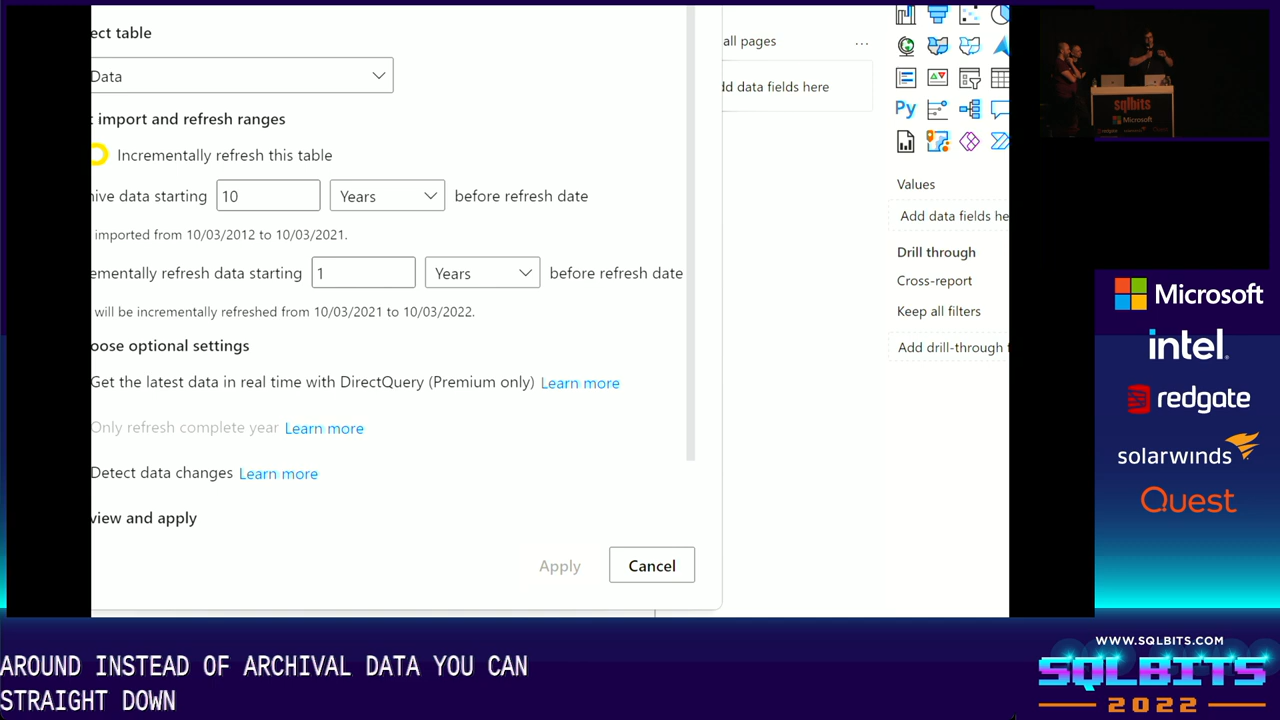 ect table
Data
import and refresh ranges
Incrementally refresh this table
ive data starting 10 Years before refresh date
imported from 10/03/2012 to 10/03/2021.
ementally refresh data starting 1 Years before refresh date
will be incrementally refreshed from 10/03/2021 to 10/03/2022.
oose optional settings
Get the latest data in real time with DirectQuery (Premium only) Learn more
Only refresh complete year Learn more
Detect data changes Learn more
view and apply
Apply Cancel
all pages ...
dd data fields here
Py
Values
Add data fields he
Drill through
Cross-report
Keep all filters
Add drill-through f
sqlbits
Microsoft
Microsoft
intel.
redgate
solarwinds
Quest
AROUND INSTEAD OF ARCHIVAL DATA YOU CAN
STRAIGHT DOWN
WWW.SQLBITS.COM
SQLBITS
2022